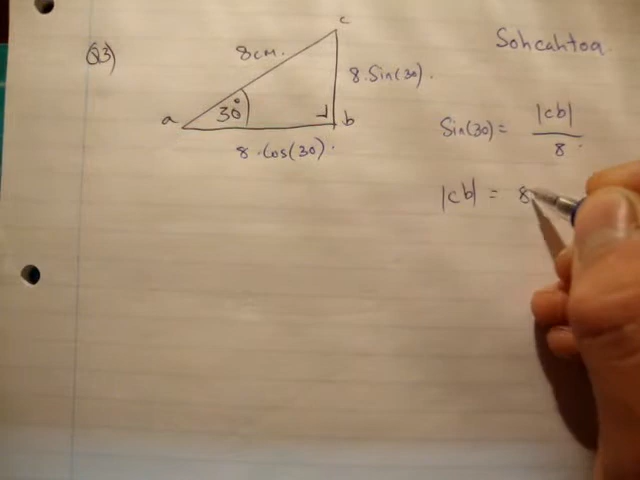 Q3)
c
8cm.
Sohcahtoa
8.Sin(30).
30°
a
b
8.Cos(30).
Sin(30) = |cb| / 8
|cb| = 8